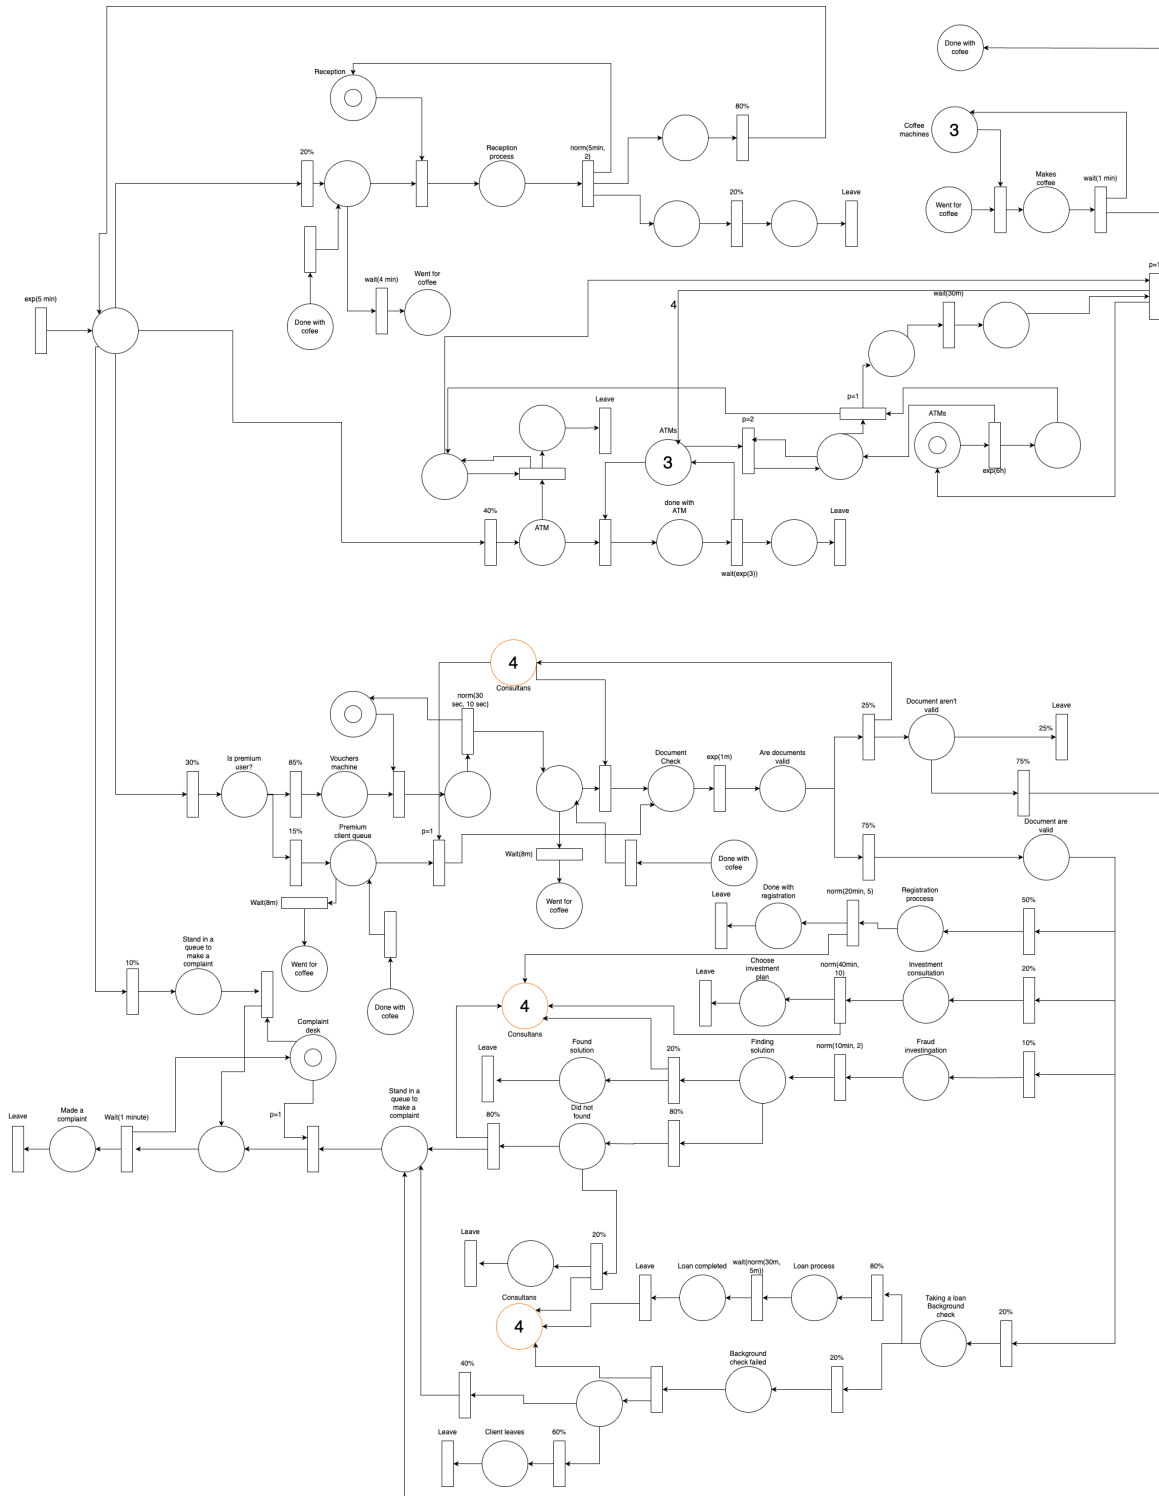 Done with
cofee
Reception
80%
Coffee
machines
3
20%
Reception
process
norm(5min,
2)
Makes
coffee
wait(1 min)
Went for
coffee
20%
Leave
wait(4 min)
Went for
coffee
p=1
exp(5 min)
Done with
cofee
wait(30m)
4
Leave
p=1
ATMs
p=2
ATMs
3
exp(6h)
40%
ATM
done with
ATM
Leave
wait(exp(3))
4
Consultans
norm(30
sec, 10 sec)
25%
Document aren't
valid
Leave
25%
Is premium
user?
30%
85%
Vouchers
machine
Document
Check
exp(1m)
Are documents
valid
75%
15%
Premium
client queue
p=1
75%
Document are
valid
Wait(8m)
Done with
cofee
Went for
coffee
Wait(8m)
Leave
Done with
registration
norm(20min, 5)
Registration
proccess
50%
Stand in a
queue to
make a
complaint
10%
Went for
coffee
Done with
cofee
Leave
Choose
investment
plan
norm(40min,
10)
Investment
consultation
20%
4
Consultans
Complaint
desk
Leave
Found
solution
20%
Finding
solution
norm(10min, 2)
Fraud
investingation
10%
Leave
Made a
complaint
Wait(1 minute)
p=1
Stand in a
queue to
make a
complaint
80%
Did not
found
80%
Leave
20%
Leave
Loan completed
wait(norm(30m,
5m))
Loan process
80%
Consultans
4
Taking a loan
Background
check
20%
40%
Background
check failed
20%
Leave
Client leaves
60%